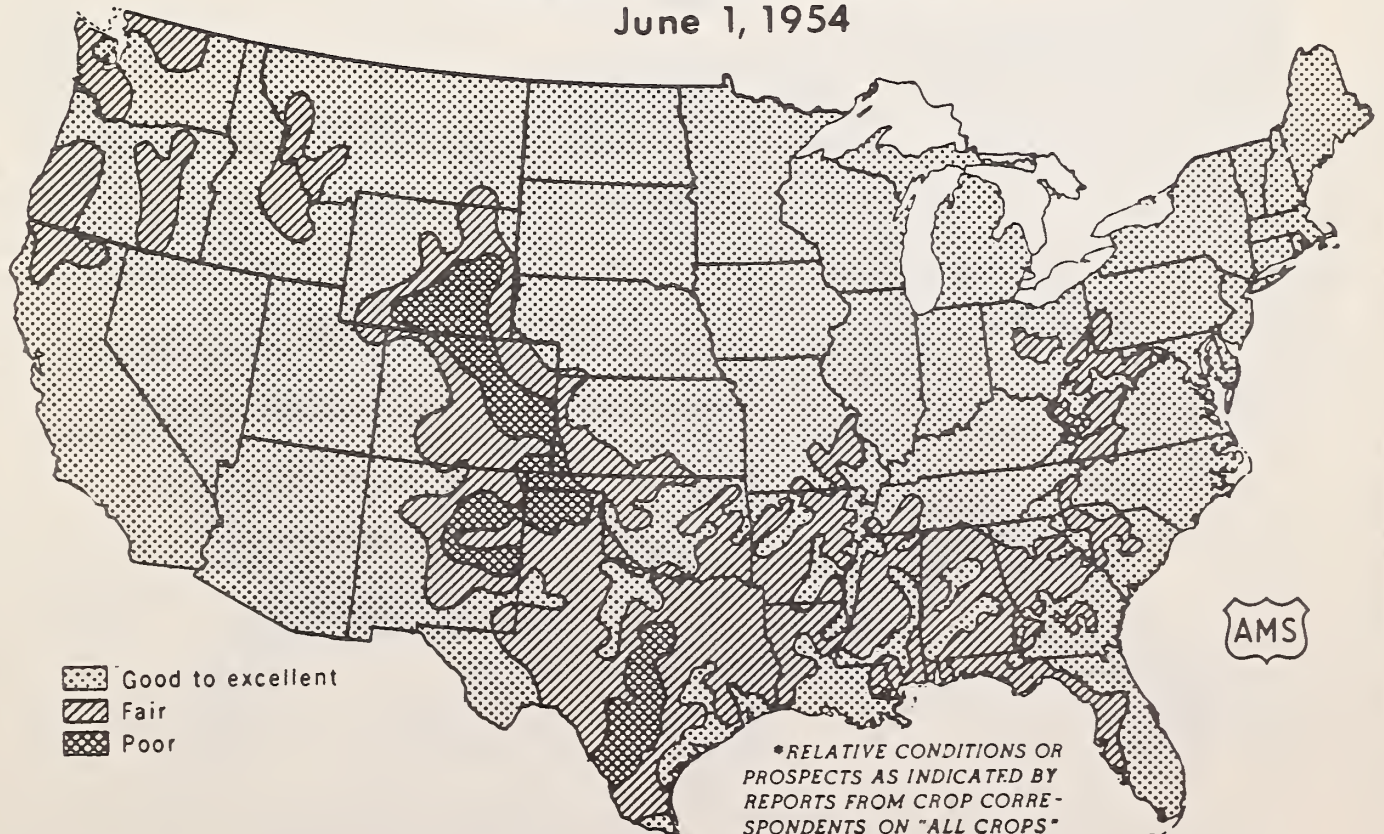 June 1, 1954
AMS
Good to excellent
Fair
Poor
*RELATIVE CONDITIONS OR
PROSPECTS AS INDICATED BY
REPORTS FROM CROP CORRE-
SPONDENTS ON "ALL CROPS"